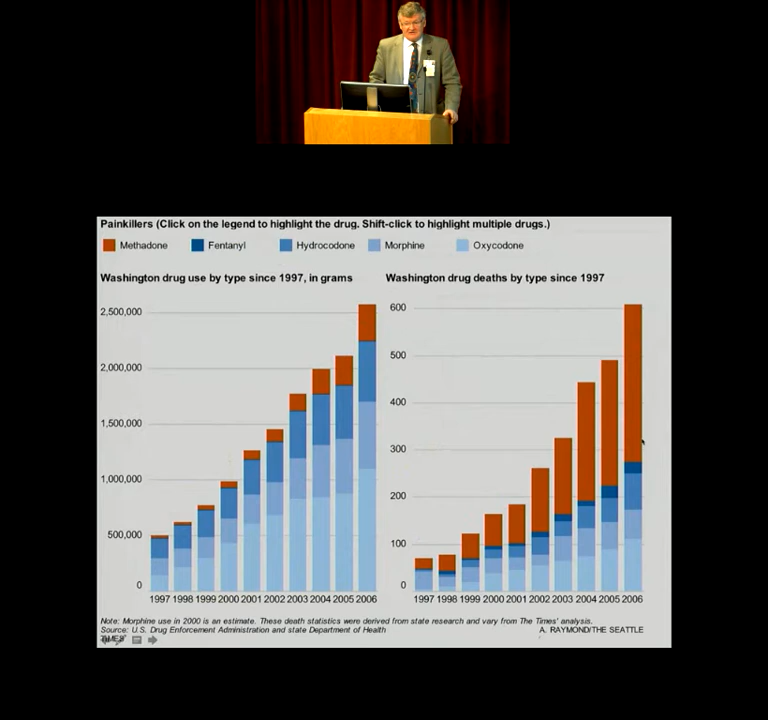 Painkillers (Click on the legend to highlight the drug. Shift-click to highlight multiple drugs.)
Methadone Fentanyl Hydrocodone Morphine Oxycodone
Washington drug use by type since 1997, in grams
2,500,000
2,000,000
1,500,000
1,000,000
500,000
0
1997 1998 1999 2000 2001 2002 2003 2004 2005 2006
Washington drug deaths by type since 1997
600
500
400
300
200
100
0
1997 1998 1999 2000 2001 2002 2003 2004 2005 2006
Note: Morphine use in 2000 is an estimate. These death statistics were derived from state research and vary from The Times' analysis.
Source: U.S. Drug Enforcement Administration and state Department of Health
A. RAYMOND/THE SEATTLE
TIMES